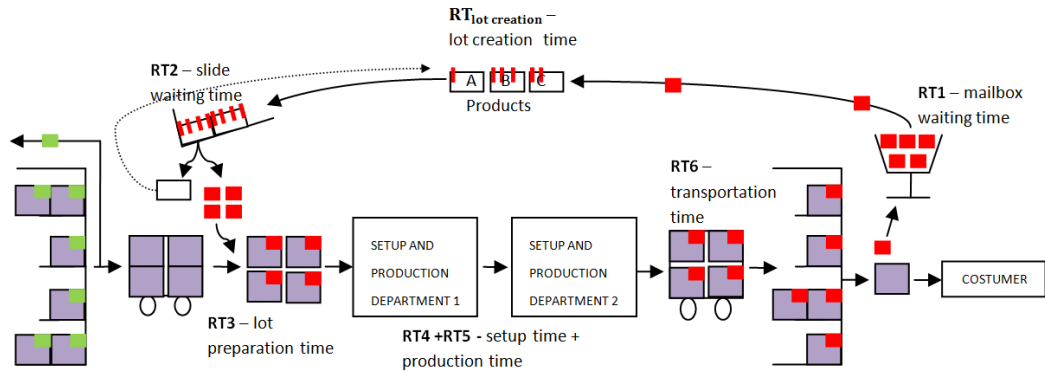 RTlot creation –
lot creation time
A
B
C
Products
RT2 – slide
waiting time
RT1 – mailbox
waiting time
RT6 –
transportation
time
SETUP AND
PRODUCTION
DEPARTMENT 1
SETUP AND
PRODUCTION
DEPARTMENT 2
COSTUMER
RT3 – lot
preparation time
RT4 +RT5 - setup time +
production time